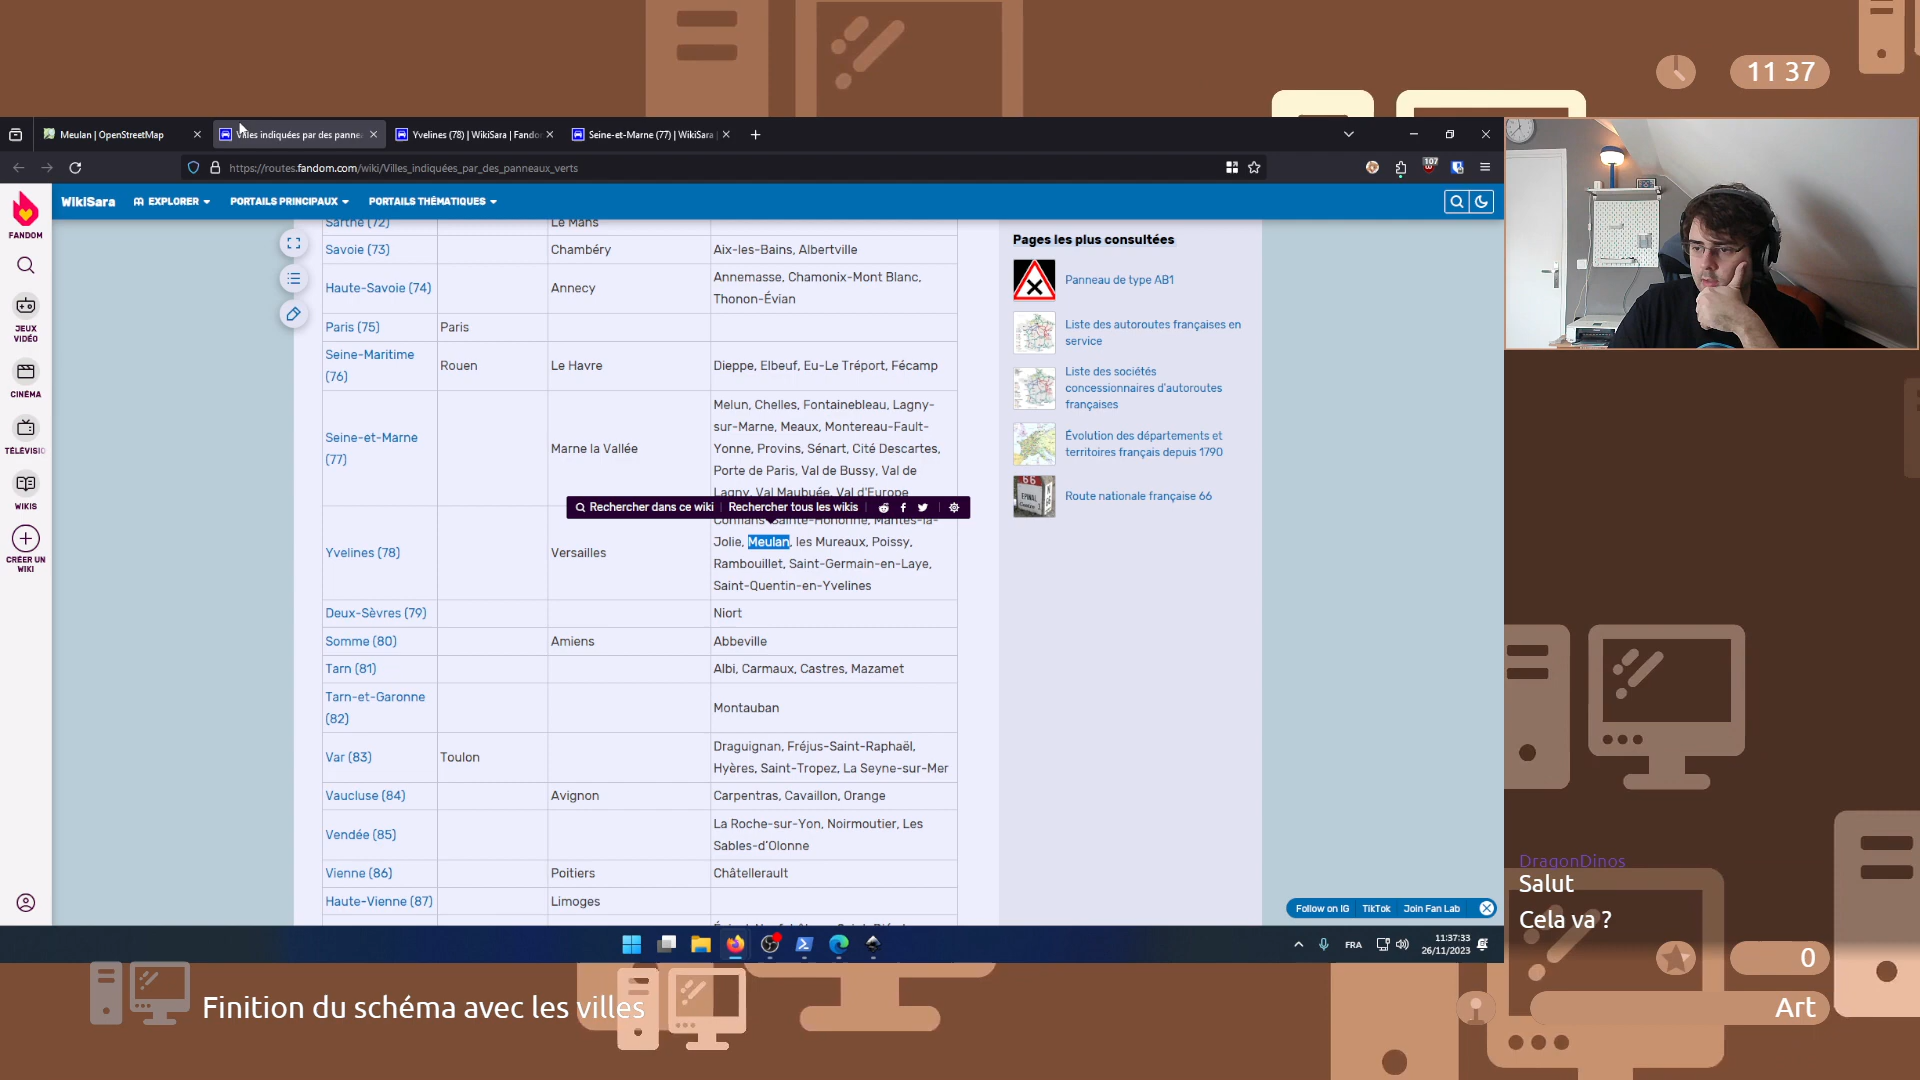 11 37
Meulan | OpenStreetMap
Villes indiquées par des panne
Yvelines (78) | WikiSara | Fando
Seine-et-Marne (77) | WikiSara
https://routes.fandom.com/wiki/Villes_indiquées_par_des_panneaux_verts
107
FANDOM
JEUX
VIDÉO
CINÉMA
TÉLÉVISIO
WIKIS
CRÉER UN
WIKI
WikiSara
EXPLORER
PORTAILS PRINCIPAUX
PORTAILS THÉMATIQUES
Sarthe (72)
Le Mans
Savoie (73)
Chambéry
Aix-les-Bains, Albertville
Haute-Savoie (74)
Annecy
Annemasse, Chamonix-Mont Blanc,
Thonon-Évian
Paris (75)
Paris
Seine-Maritime
(76)
Rouen
Le Havre
Dieppe, Elbeuf, Eu-Le Tréport, Fécamp
Seine-et-Marne
(77)
Marne la Vallée
Melun, Chelles, Fontainebleau, Lagny-
sur-Marne, Meaux, Montereau-Fault-
Yonne, Provins, Sénart, Cité Descartes,
Porte de Paris, Val de Bussy, Val de
Lagny, Val Maubuée, Val d'Europe
Rechercher dans ce wiki
Rechercher tous les wikis
Yvelines (78)
Versailles
Conflans-Sainte-Honorine, Mantes-la-
Jolie, Meulan, les Mureaux, Poissy,
Rambouillet, Saint-Germain-en-Laye,
Saint-Quentin-en-Yvelines
Deux-Sèvres (79)
Niort
Somme (80)
Amiens
Abbeville
Tarn (81)
Albi, Carmaux, Castres, Mazamet
Tarn-et-Garonne
(82)
Montauban
Var (83)
Toulon
Draguignan, Fréjus-Saint-Raphaël,
Hyères, Saint-Tropez, La Seyne-sur-Mer
Vaucluse (84)
Avignon
Carpentras, Cavaillon, Orange
Vendée (85)
La Roche-sur-Yon, Noirmoutier, Les
Sables-d'Olonne
Vienne (86)
Poitiers
Châtellerault
Haute-Vienne (87)
Limoges
Pages les plus consultées
Panneau de type AB1
Liste des autoroutes françaises en
service
Liste des sociétés
concessionnaires d'autoroutes
françaises
Évolution des départements et
territoires français depuis 1790
66
EPINAL
Route nationale française 66
Follow on IG
TikTok
Join Fan Lab
FRA
11:37:33
26/11/2023
DragonDinos
Salut
Cela va ?
0
Art
Finition du schéma avec les villes